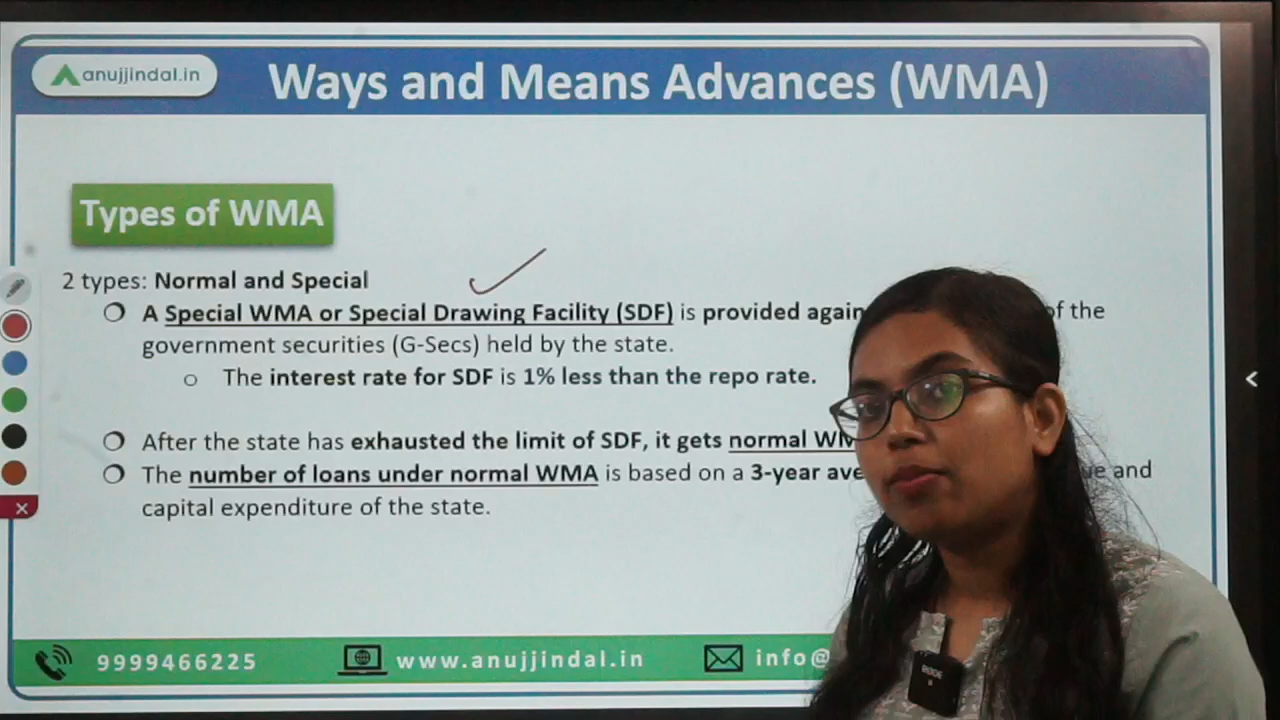 anujjindal.in
Ways and Means Advances (WMA)
Types of WMA
2 types: Normal and Special
A Special WMA or Special Drawing Facility (SDF) is provided of the
government securities (G-Secs) held by the state.
The interest rate for SDF is 1% less than the repo rate.
After the state has exhausted the limit of SDF, it gets normal
The number of loans under normal WMA is based on a 3-year and
capital expenditure of the state.
9999466225
www.anujjindal.in
info@
RODE